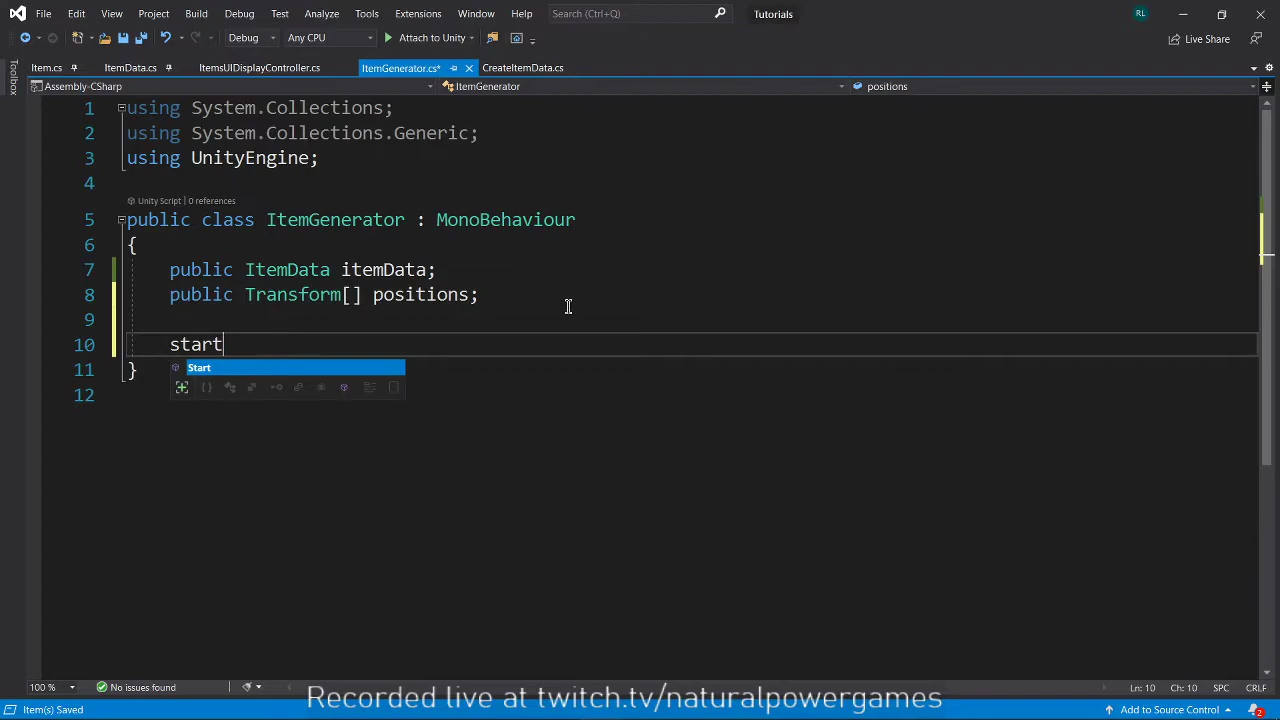 File Edit View Project Build Debug Test Analyze Tools Extensions Window Help Search (Ctrl+Q) Tutorials RL
Debug Any CPU Attach to Unity Live Share
Toolbox
Item.cs ItemData.cs ItemsUIDisplayController.cs ItemGenerator.cs* CreateItemData.cs
Assembly-CSharp ItemGenerator positions
1 using System.Collections;
2 using System.Collections.Generic;
3 using UnityEngine;
4
Unity Script | 0 references
5 public class ItemGenerator : MonoBehaviour
6 {
7 public ItemData itemData;
8 public Transform[] positions;
9
10 start
Start
11 }
12
100 % No issues found Ln: 10 Ch: 10 SPC CRLF
Recorded live at twitch.tv/naturalpowergames
Item(s) Saved Add to Source Control 2